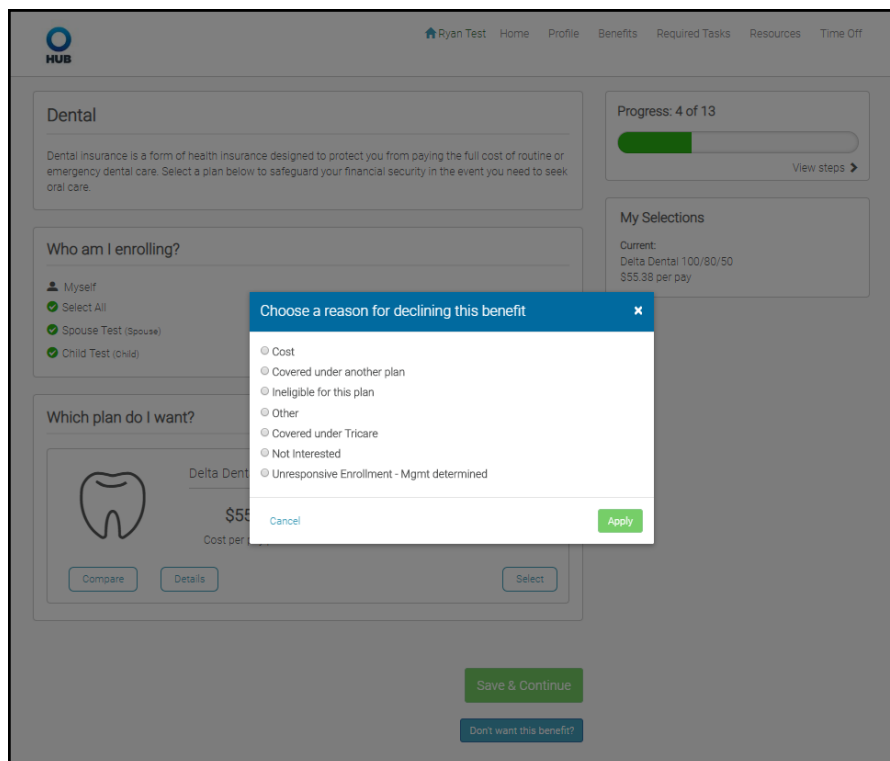 HUB
Ryan Test Home Profile Benefits Required Tasks Resources Time Off
Dental
Dental insurance is a form of health insurance designed to protect you from paying the full cost of routine or
emergency dental care. Select a plan below to safeguard your financial security in the event you need to seek
oral care.
Progress: 4 of 13
View steps
My Selections
Current:
Delta Dental 100/80/50
$55.38 per pay
Who am I enrolling?
Myself
Select All
Spouse Test (Spouse)
Child Test (Child)
Choose a reason for declining this benefit
Cost
Covered under another plan
Ineligible for this plan
Other
Covered under Tricare
Not Interested
Unresponsive Enrollment - Mgmt determined
Cancel
Apply
Which plan do I want?
Delta Dent
$55
Cost per
Compare
Details
Select
Save & Continue
Don't want this benefit?